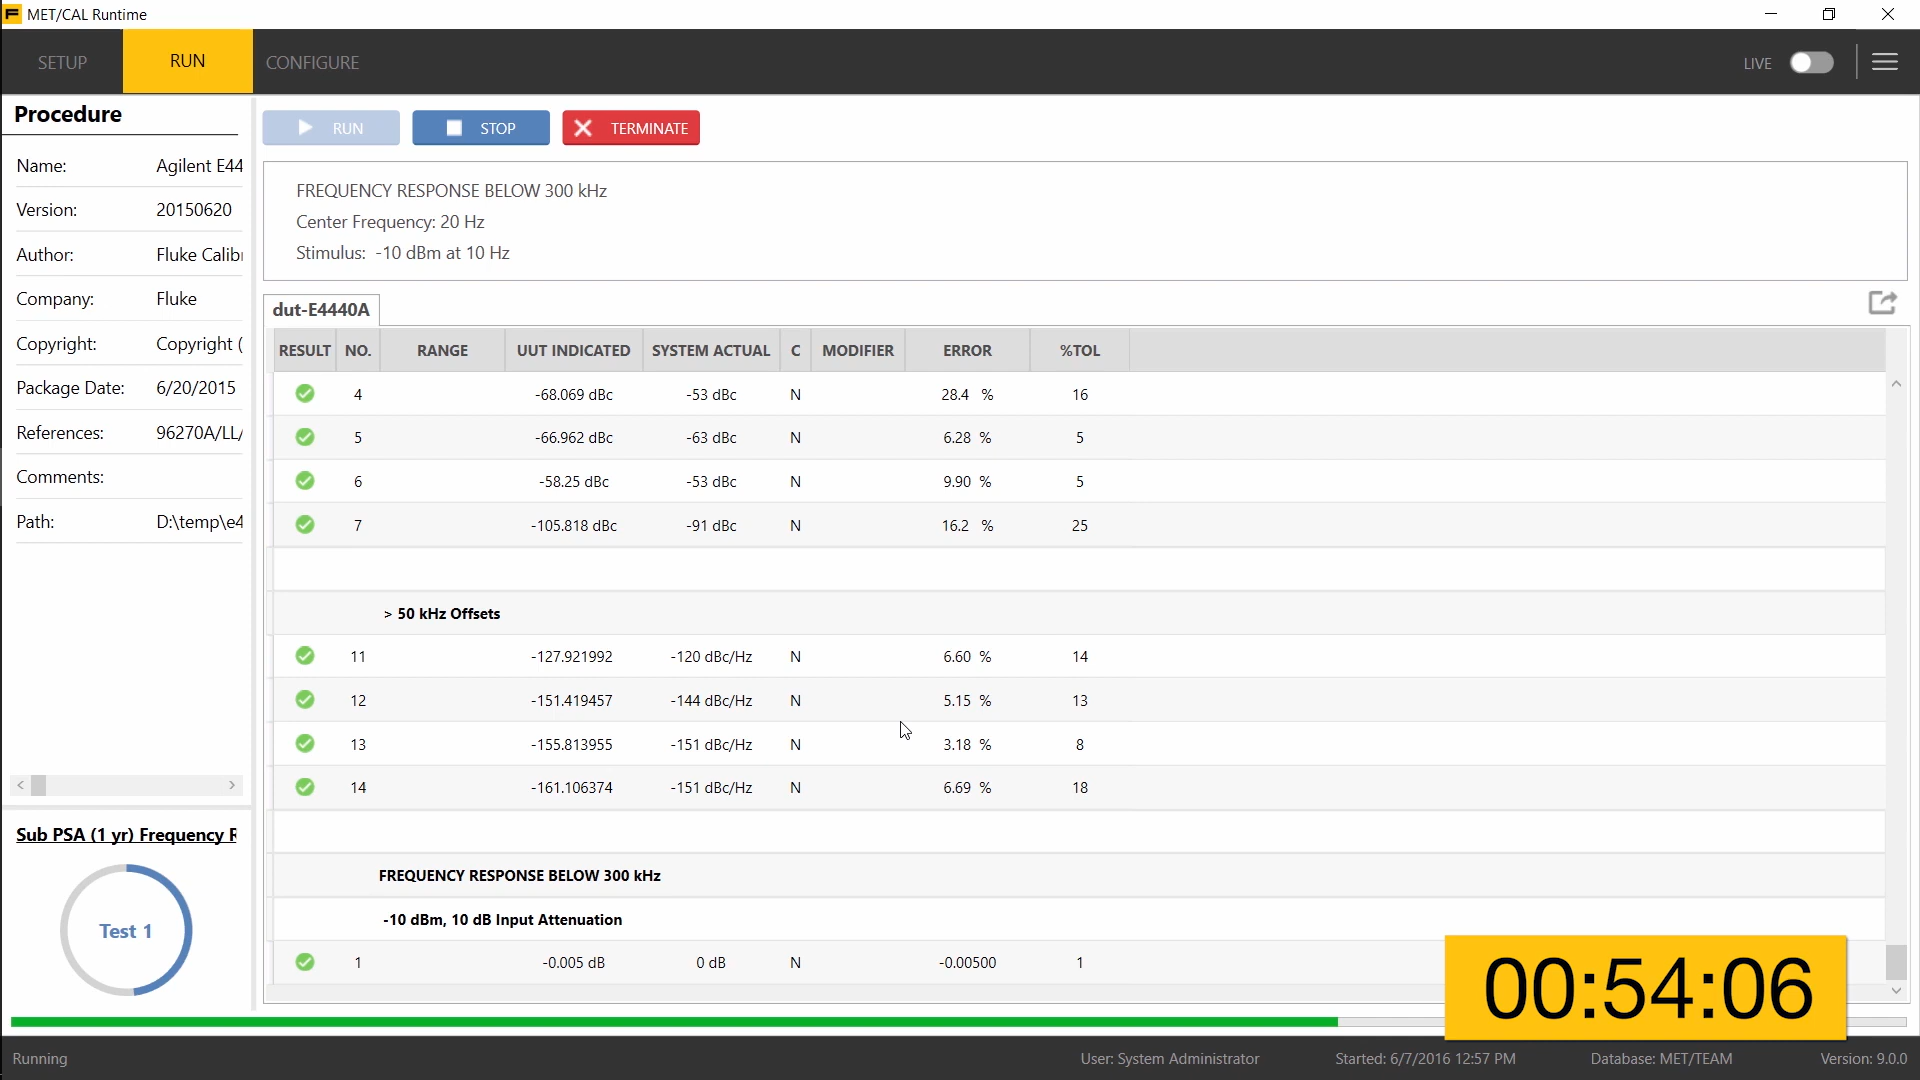 MET/CAL Runtime
SETUP RUN CONFIGURE LIVE
Procedure
Name: Agilent E44
Version: 20150620
Author: Fluke Calib
Company: Fluke
Copyright: Copyright (
Package Date: 6/20/2015
References: 96270A/LL/
Comments:
Path: D:\temp\e4
Sub PSA (1 yr) Frequency R
Test 1
RUN STOP TERMINATE
FREQUENCY RESPONSE BELOW 300 kHz
Center Frequency: 20 Hz
Stimulus: -10 dBm at 10 Hz
dut-E4440A
RESULT NO. RANGE UUT INDICATED SYSTEM ACTUAL C MODIFIER ERROR %TOL
4 -68.069 dBc -53 dBc N 28.4 % 16
5 -66.962 dBc -63 dBc N 6.28 % 5
6 -58.25 dBc -53 dBc N 9.90 % 5
7 -105.818 dBc -91 dBc N 16.2 % 25
> 50 kHz Offsets
11 -127.921992 -120 dBc/Hz N 6.60 % 14
12 -151.419457 -144 dBc/Hz N 5.15 % 13
13 -155.813955 -151 dBc/Hz N 3.18 % 8
14 -161.106374 -151 dBc/Hz N 6.69 % 18
FREQUENCY RESPONSE BELOW 300 kHz
-10 dBm, 10 dB Input Attenuation
1 -0.005 dB 0 dB N -0.00500 1
00:54:06
Running User: System Administrator Started: 6/7/2016 12:57 PM Database: MET/TEAM Version: 9.0.0